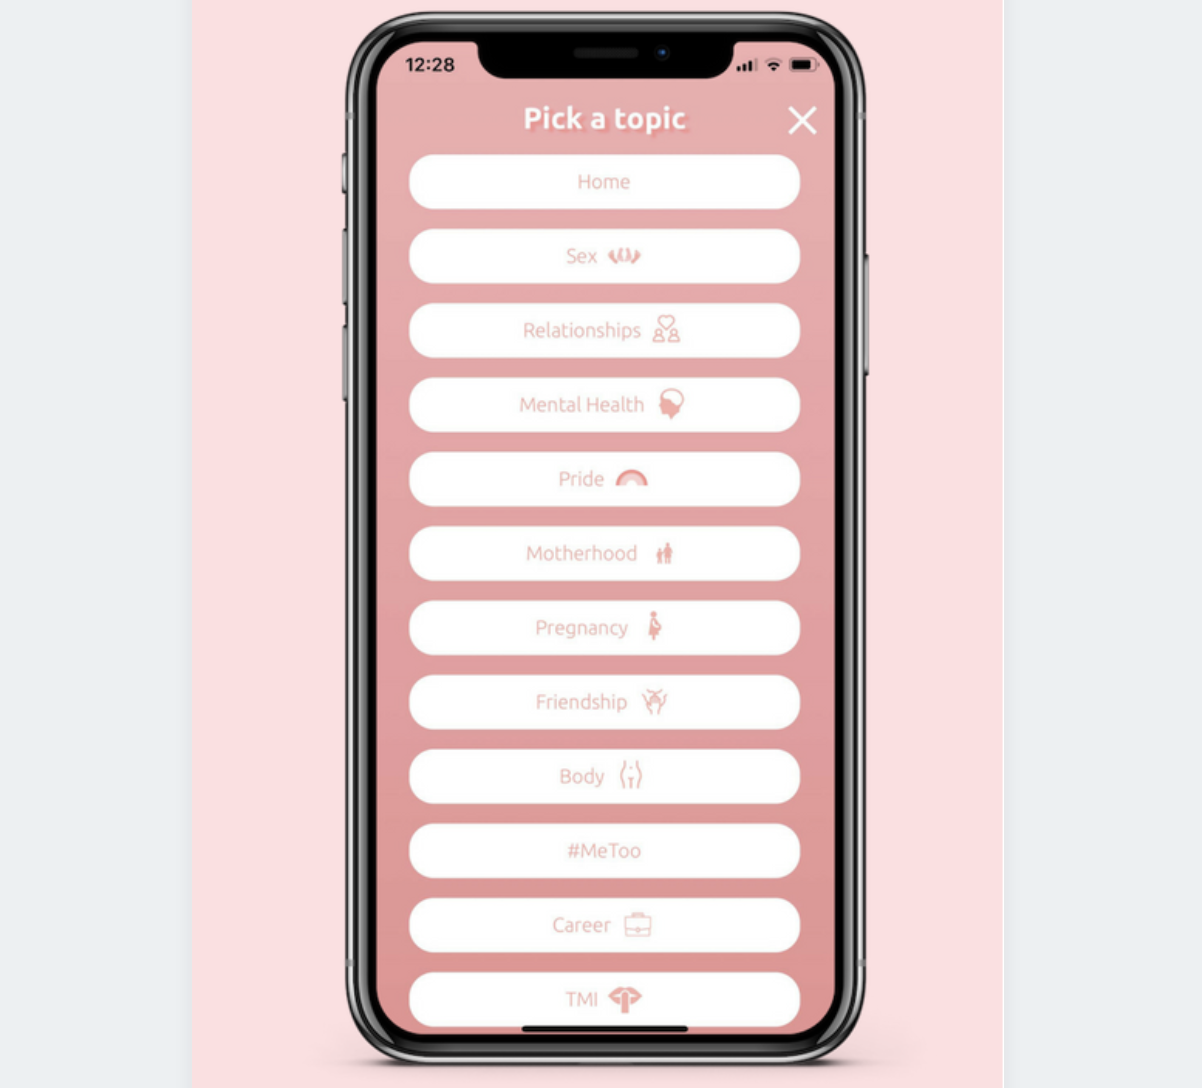 12:28
Pick a topic
Home
Sex
Relationships
Mental Health
Pride
Motherhood
Pregnancy
Friendship
Body
#MeToo
Career
TMI